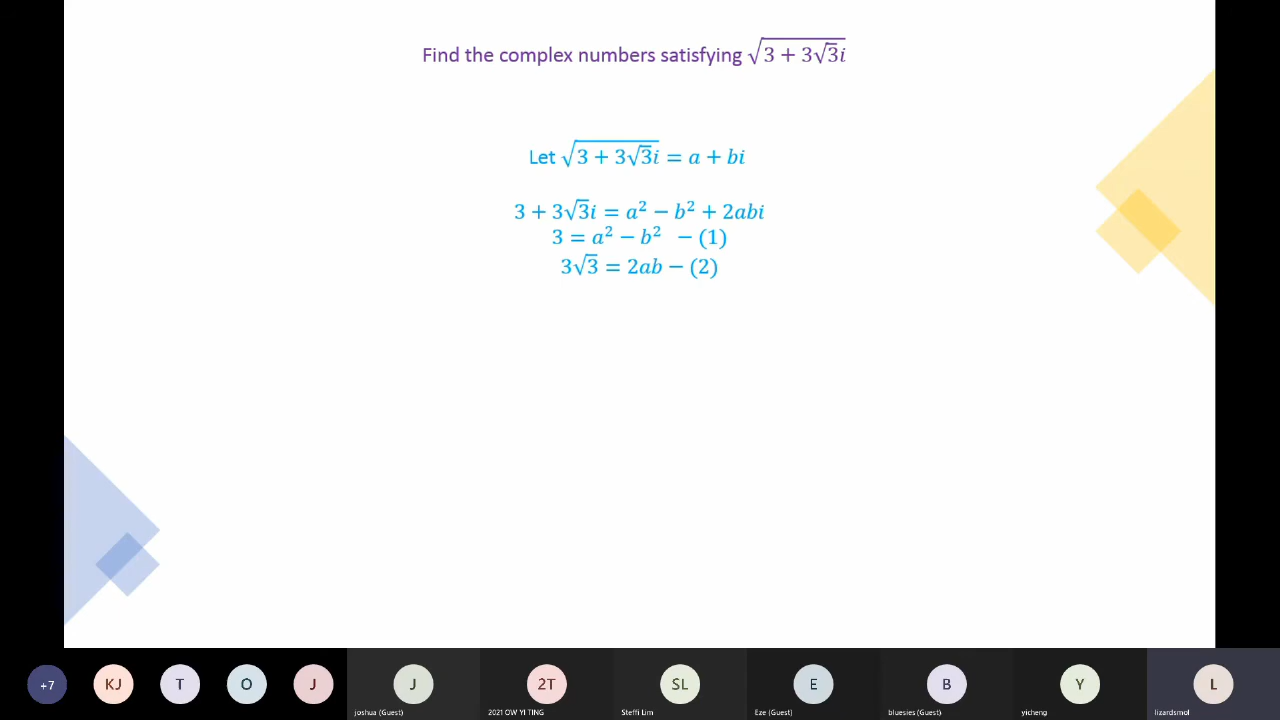 Find the complex numbers satisfying √(3 + 3√3i)
Let √(3 + 3√3i) = a + bi
3 + 3√3i = a² − b² + 2abi
3 = a² − b² − (1)
3√3 = 2ab − (2)
+7
KJ
T
O
J
J
2T
SL
E
B
Y
L
joshua (Guest)
2021 OW YI TING
Steffi Lim
Eze (Guest)
bluesies (Guest)
yicheng
lizardsmol